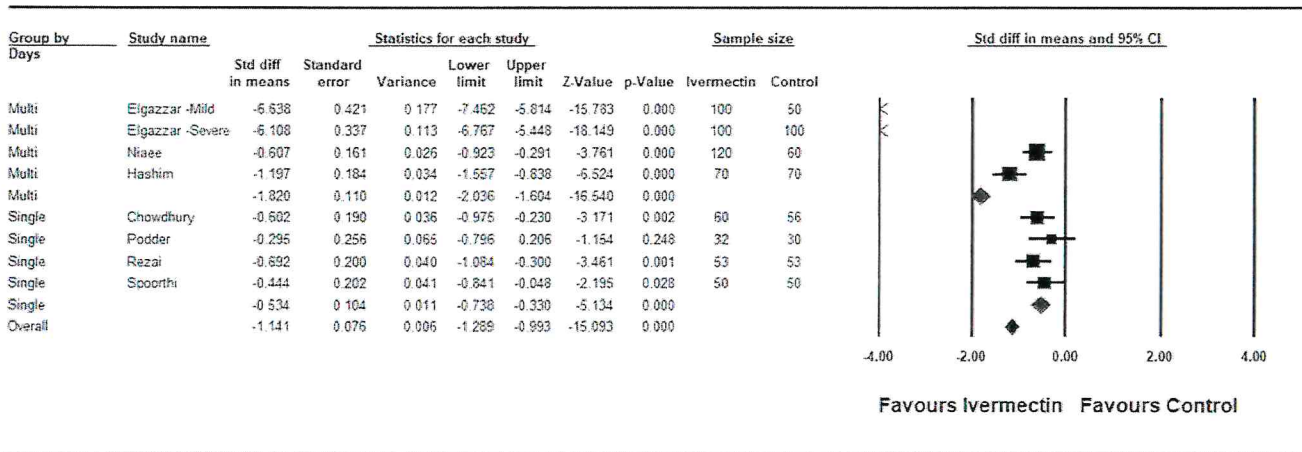 Group by Study name Statistics for each study Sample size Std diff in means and 95% CI
Days
Std diff Standard Lower Upper
in means error Variance limit limit Z-Value p-Value Ivermectin Control
Multi Elgazzar -Mild -6.638 0.421 0.177 -7.462 -5.814 -15.783 0.000 100 50
Multi Elgazzar -Severe -6.108 0.337 0.113 -6.767 -5.448 -18.149 0.000 100 100
Multi Niaee -0.607 0.161 0.026 -0.923 -0.291 -3.761 0.000 120 60
Multi Hashim -1.197 0.184 0.034 -1.557 -0.838 -6.524 0.000 70 70
Multi -1.820 0.110 0.012 -2.036 -1.604 -16.540 0.000
Single Chowdhury -0.602 0.190 0.036 -0.975 -0.230 -3.171 0.002 60 56
Single Podder -0.295 0.256 0.065 -0.796 0.206 -1.154 0.248 32 30
Single Rezai -0.692 0.200 0.040 -1.084 -0.300 -3.461 0.001 53 53
Single Spoorthi -0.444 0.202 0.041 -0.841 -0.048 -2.195 0.028 50 50
Single -0.534 0.104 0.011 -0.738 -0.330 -5.134 0.000
Overall -1.141 0.076 0.006 -1.289 -0.993 -15.093 0.000
-4.00 -2.00 0.00 2.00 4.00
Favours Ivermectin Favours Control